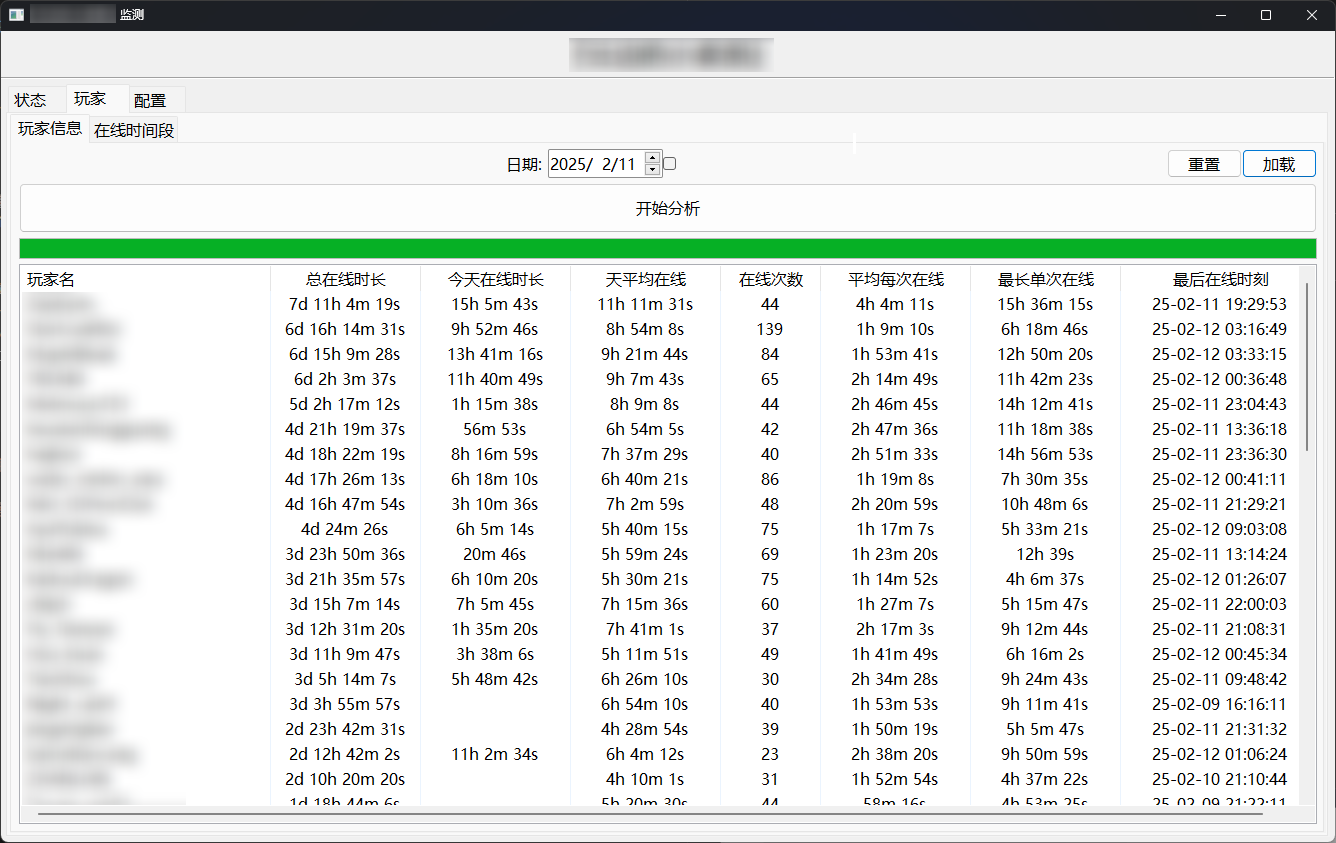 监测
状态 玩家 配置
玩家信息 在线时间段
日期: 2025/ 2/11 重置 加载
开始分析
玩家名 总在线时长 今天在线时长 天平均在线 在线次数 平均每次在线 最长单次在线 最后在线时刻
7d 11h 4m 19s 15h 5m 43s 11h 11m 31s 44 4h 4m 11s 15h 36m 15s 25-02-11 19:29:53
6d 16h 14m 31s 9h 52m 46s 8h 54m 8s 139 1h 9m 10s 6h 18m 46s 25-02-12 03:16:49
6d 15h 9m 28s 13h 41m 16s 9h 21m 44s 84 1h 53m 41s 12h 50m 20s 25-02-12 03:33:15
6d 2h 3m 37s 11h 40m 49s 9h 7m 43s 65 2h 14m 49s 11h 42m 23s 25-02-12 00:36:48
5d 2h 17m 12s 1h 15m 38s 8h 9m 8s 44 2h 46m 45s 14h 12m 41s 25-02-11 23:04:43
4d 21h 19m 37s 56m 53s 6h 54m 5s 42 2h 47m 36s 11h 18m 38s 25-02-11 13:36:18
4d 18h 22m 19s 8h 16m 59s 7h 37m 29s 40 2h 51m 33s 14h 56m 53s 25-02-11 23:36:30
4d 17h 26m 13s 6h 18m 10s 6h 40m 21s 86 1h 19m 8s 7h 30m 35s 25-02-12 00:41:11
4d 16h 47m 54s 3h 10m 36s 7h 2m 59s 48 2h 20m 59s 10h 48m 6s 25-02-11 21:29:21
4d 24m 26s 6h 5m 14s 5h 40m 15s 75 1h 17m 7s 5h 33m 21s 25-02-12 09:03:08
3d 23h 50m 36s 20m 46s 5h 59m 24s 69 1h 23m 20s 12h 39s 25-02-11 13:14:24
3d 21h 35m 57s 6h 10m 20s 5h 30m 21s 75 1h 14m 52s 4h 6m 37s 25-02-12 01:26:07
3d 15h 7m 14s 7h 5m 45s 7h 15m 36s 60 1h 27m 7s 5h 15m 47s 25-02-11 22:00:03
3d 12h 31m 20s 1h 35m 20s 7h 41m 1s 37 2h 17m 3s 9h 12m 44s 25-02-11 21:08:31
3d 11h 9m 47s 3h 38m 6s 5h 11m 51s 49 1h 41m 49s 6h 16m 2s 25-02-12 00:45:34
3d 5h 14m 7s 5h 48m 42s 6h 26m 10s 30 2h 34m 28s 9h 24m 43s 25-02-11 09:48:42
3d 3h 55m 57s 6h 54m 10s 40 1h 53m 53s 9h 11m 41s 25-02-09 16:16:11
2d 23h 42m 31s 4h 28m 54s 39 1h 50m 19s 5h 5m 47s 25-02-11 21:31:32
2d 12h 42m 2s 11h 2m 34s 6h 4m 12s 23 2h 38m 20s 9h 50m 59s 25-02-12 01:06:24
2d 10h 20m 20s 4h 10m 1s 31 1h 52m 54s 4h 37m 22s 25-02-10 21:10:44
1d 18h 44m 6s 5h 20m 30s 44 58m 16s 4h 53m 25s 25-02-09 21:22:11